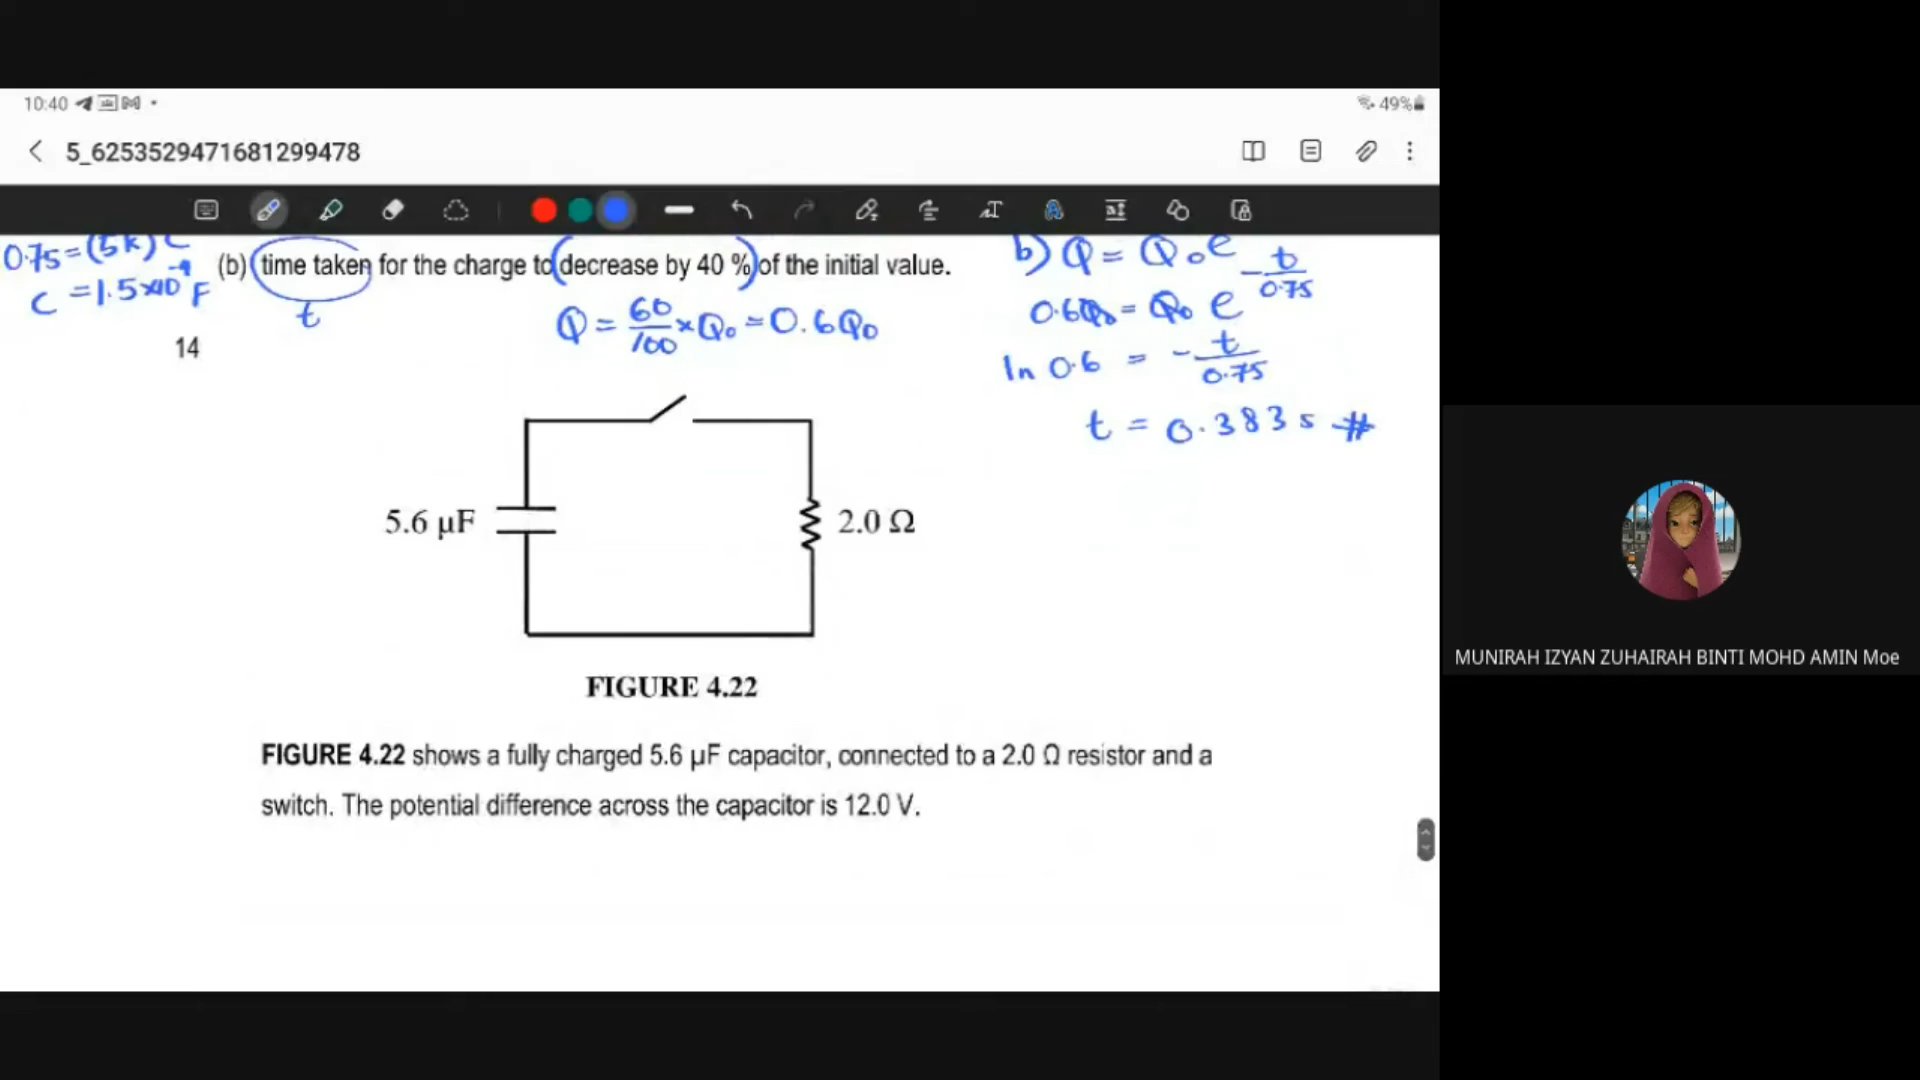 10:40
49%
5_6253529471681299478
0.75=(5k)C
C=1.5×10⁻⁴F
(b) time taken for the charge to decrease by 40 % of the initial value.
t
Q = 60/100 × Q₀ = 0.6Q₀
b) Q = Q₀e
0.6Q₀ = Q₀ e^(-t/0.75)
ln 0.6 = - t/0.75
t = 0.383 s #
14
5.6 µF
2.0 Ω
FIGURE 4.22
FIGURE 4.22 shows a fully charged 5.6 µF capacitor, connected to a 2.0 Ω resistor and a
switch. The potential difference across the capacitor is 12.0 V.
MUNIRAH IZYAN ZUHAIRAH BINTI MOHD AMIN Moe